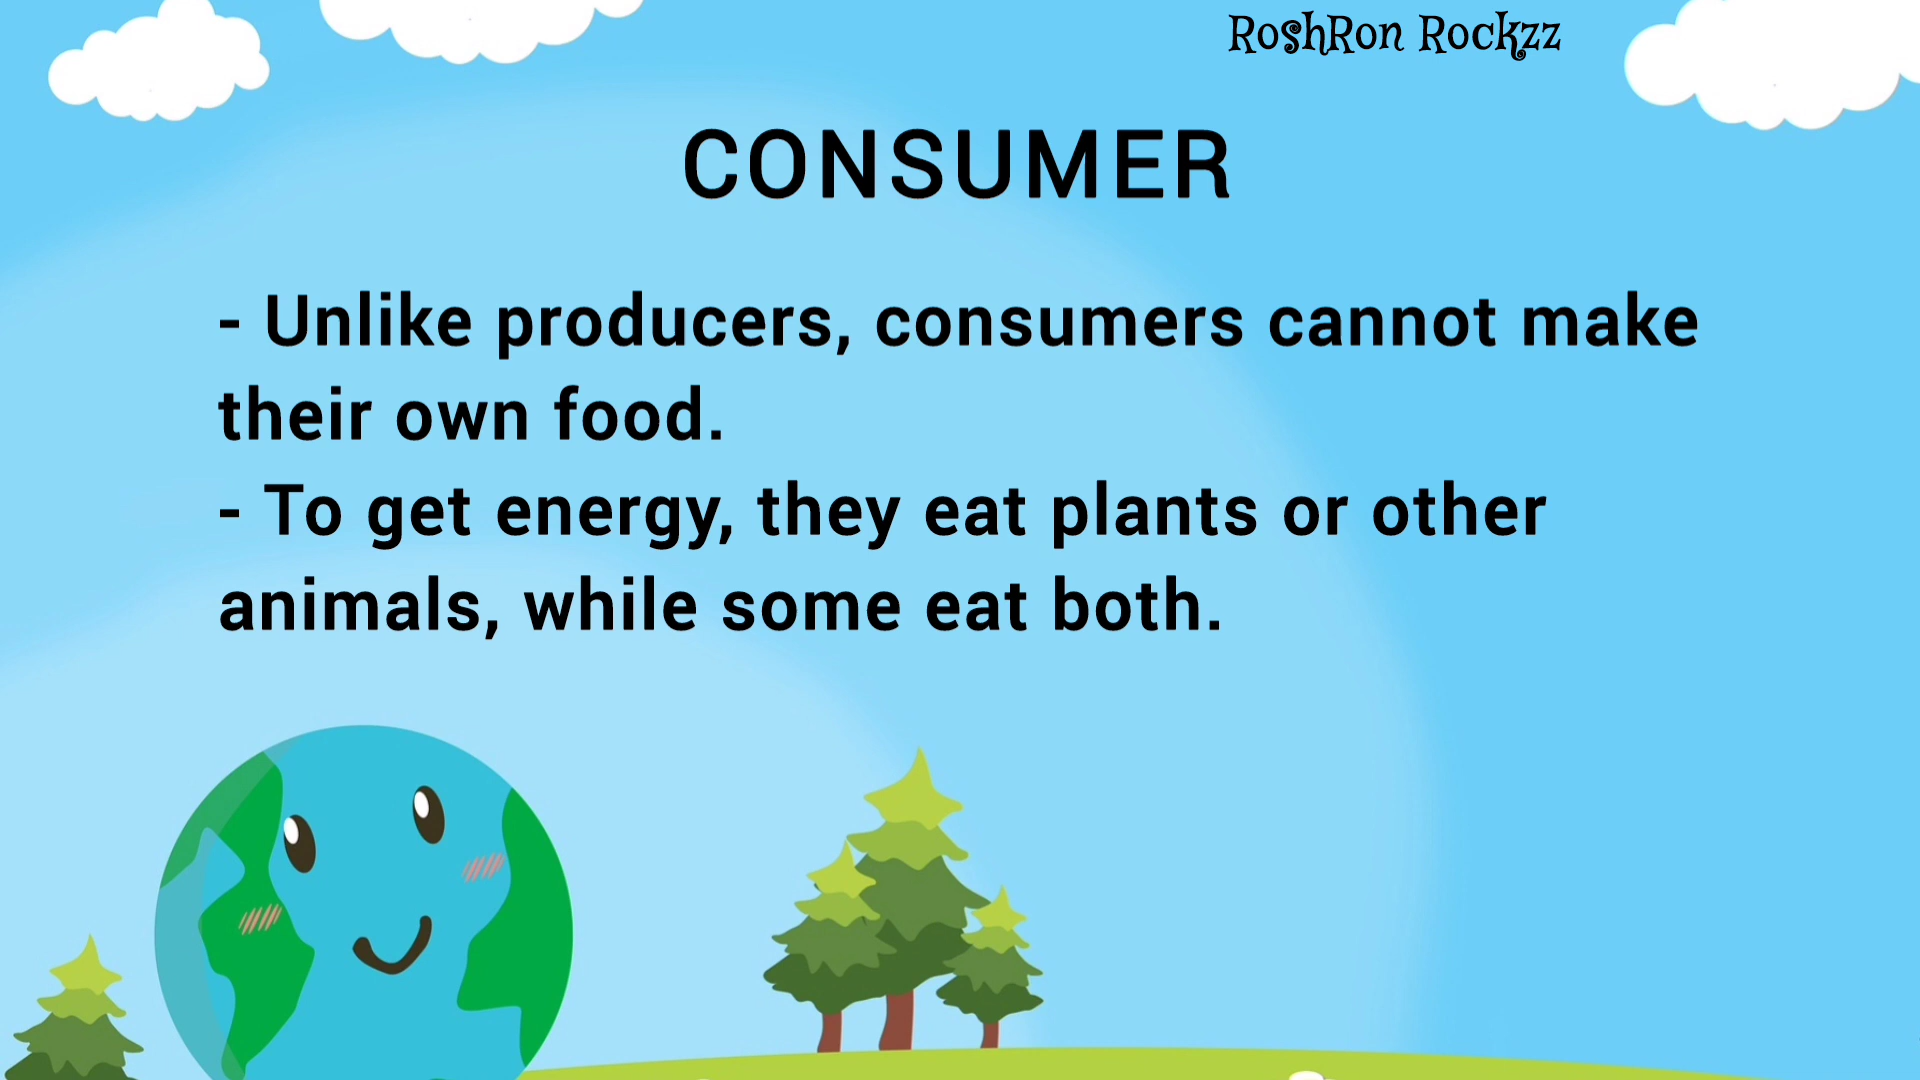 RoshRon Rockzz
CONSUMER
- Unlike producers, consumers cannot make
their own food.
- To get energy, they eat plants or other
animals, while some eat both.